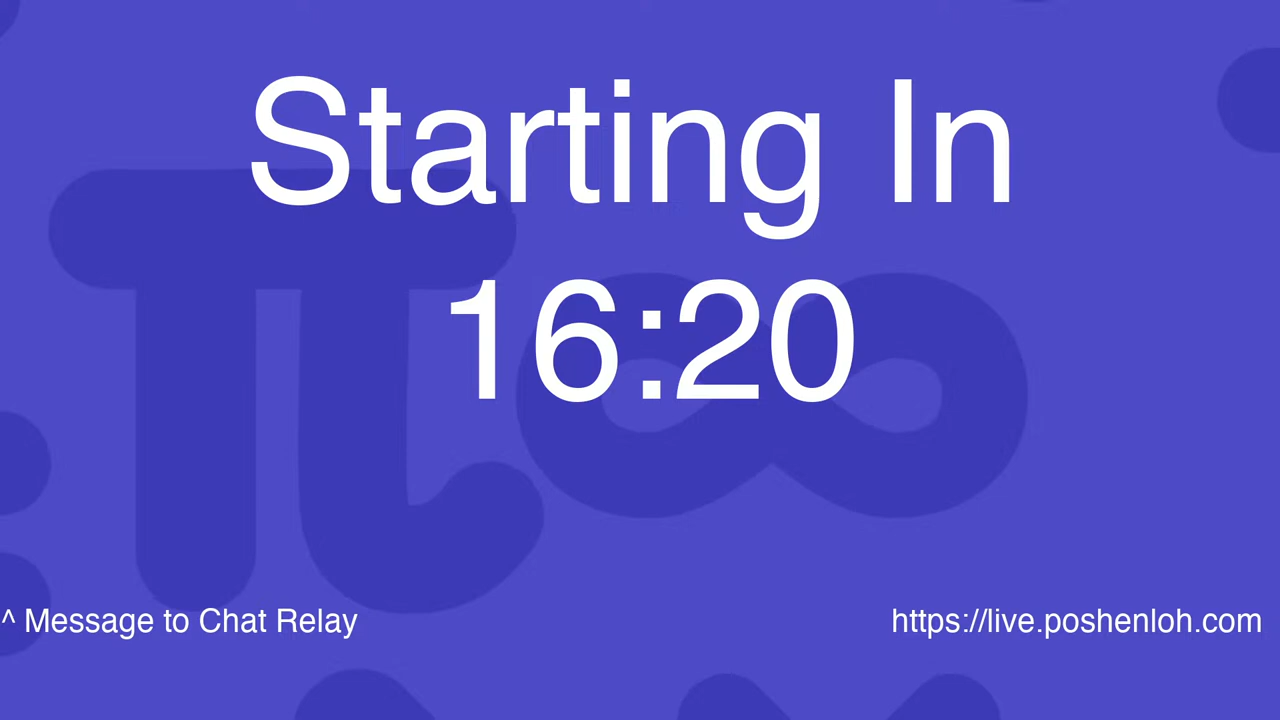 Starting In
16:20
^ Message to Chat Relay
https://live.poshenloh.com